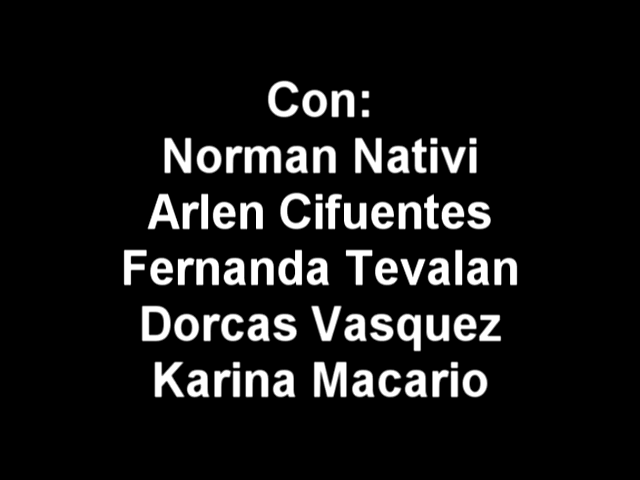 Con:
Norman Nativi
Arlen Cifuentes
Fernanda Tevalan
Dorcas Vasquez
Karina Macario